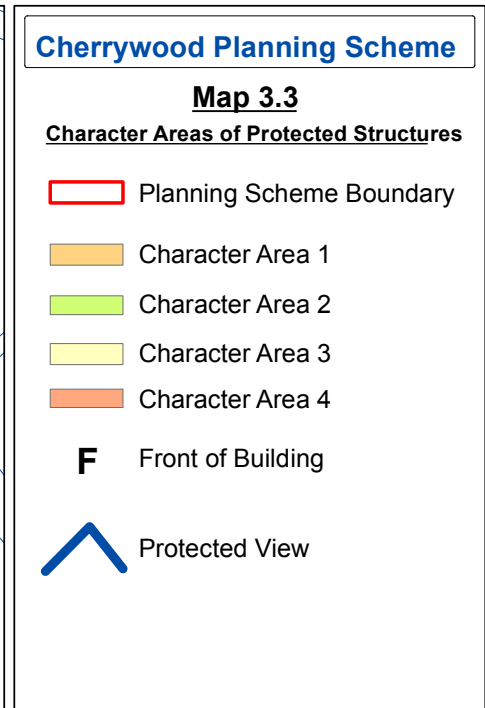 Cherrywood Planning Scheme
Map 3.3
Character Areas of Protected Structures
Planning Scheme Boundary
Character Area 1
Character Area 2
Character Area 3
Character Area 4
F Front of Building
Protected View